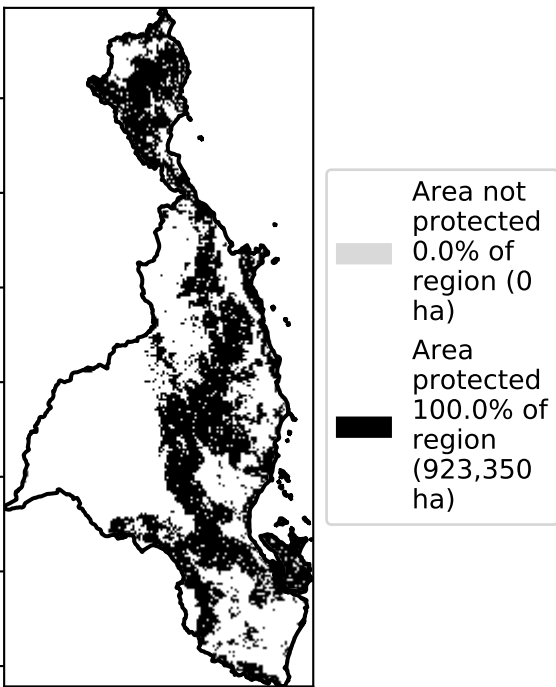 Area not
protected
0.0% of
region (0
ha)
Area
protected
100.0% of
region
(923,350
ha)